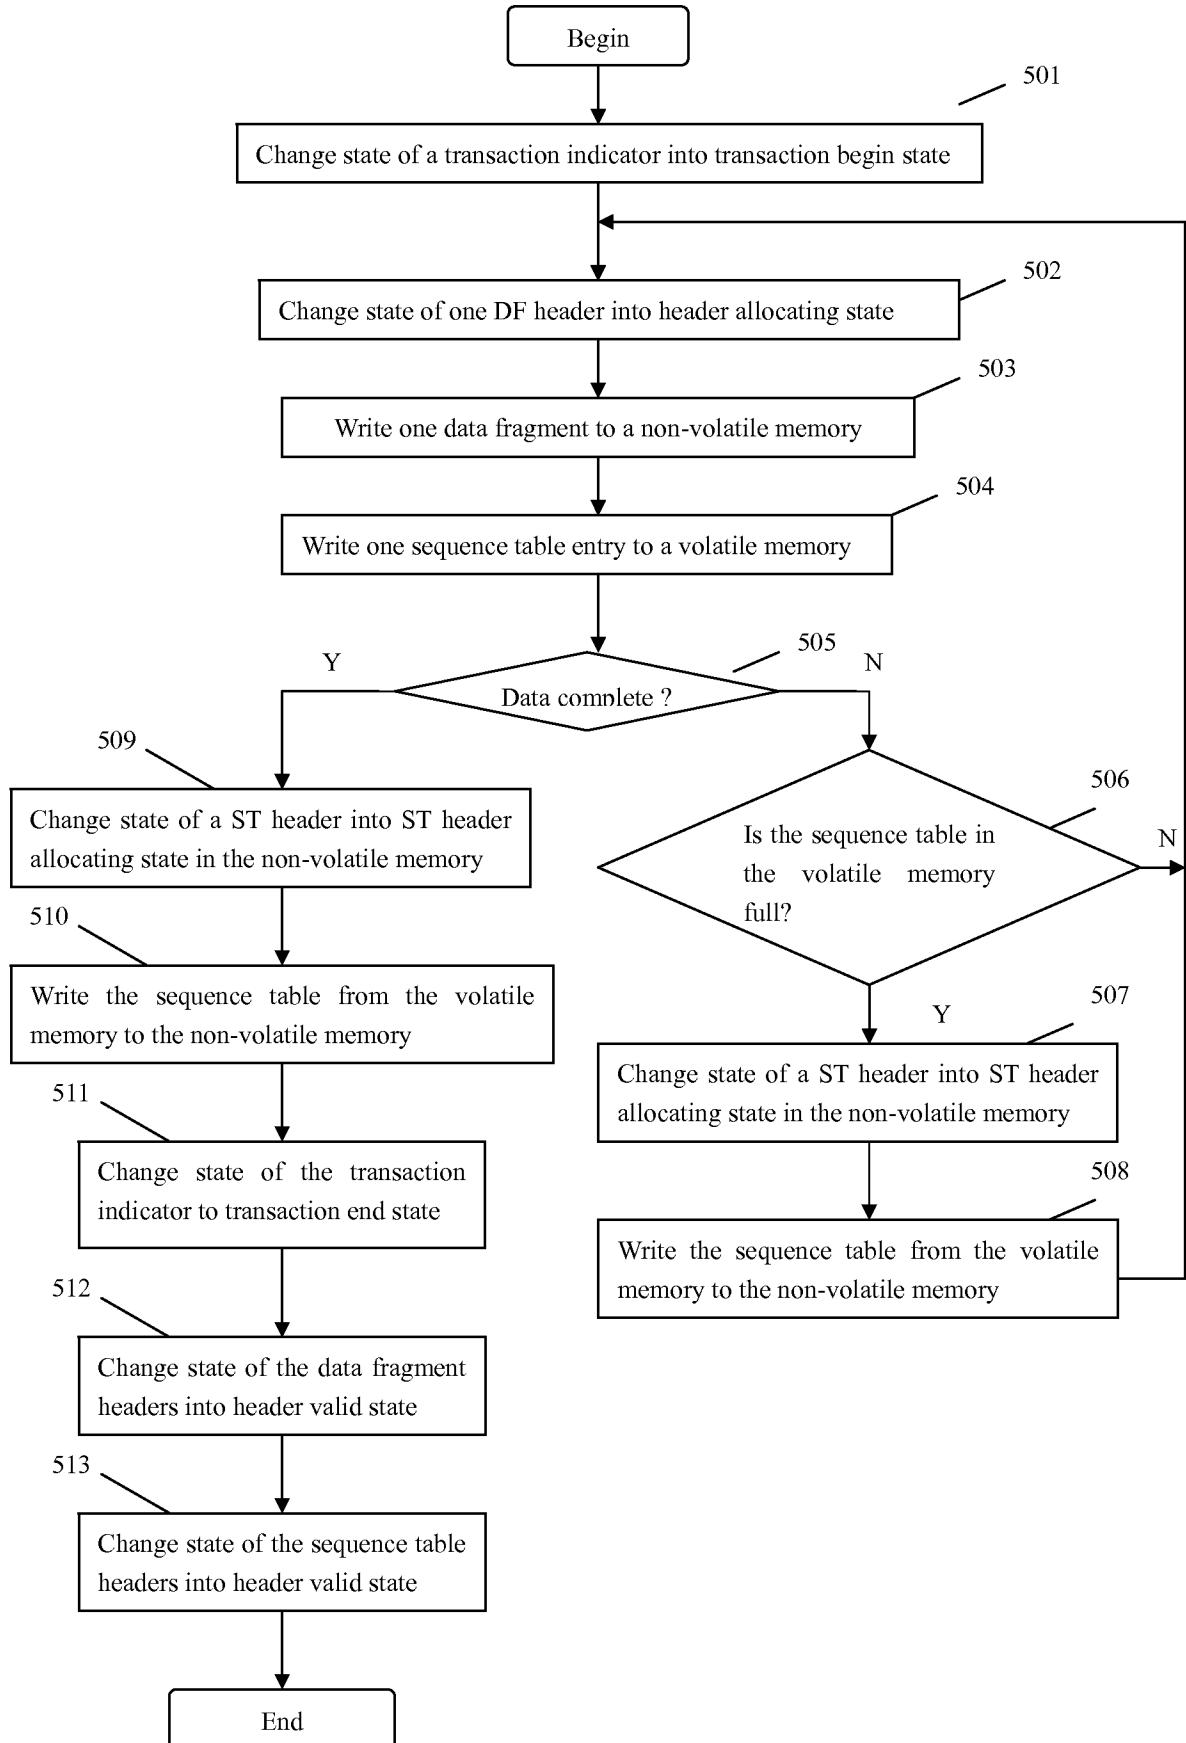 Begin
501
Change state of a transaction indicator into transaction begin state
502
Change state of one DF header into header allocating state
503
Write one data fragment to a non-volatile memory
504
Write one sequence table entry to a volatile memory
505
Y
N
Data complete ?
509
Change state of a ST header into ST header
allocating state in the non-volatile memory
506
Is the sequence table in
the volatile memory
full?
N
510
Write the sequence table from the volatile
memory to the non-volatile memory
Y
507
Change state of a ST header into ST header
allocating state in the non-volatile memory
511
Change state of the transaction
indicator to transaction end state
508
Write the sequence table from the volatile
memory to the non-volatile memory
512
Change state of the data fragment
headers into header valid state
513
Change state of the sequence table
headers into header valid state
End